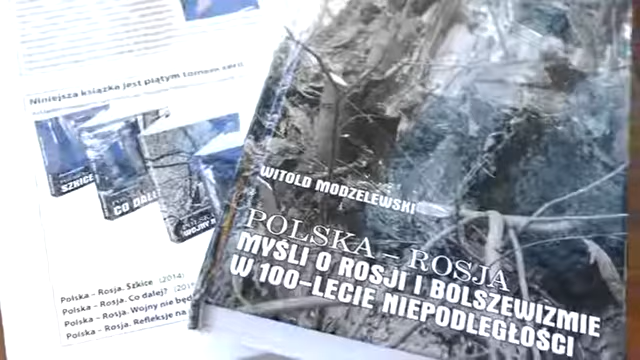 Niniejsza książka jest piątym tomem serii
SZKICE
CO DALEJ
WOJNY N
Polska – Rosja. Szkice (2014)
Polska – Rosja. Co dalej?
Polska – Rosja. Wojny nie będ
Polska – Rosja. Refleksje na
WITOLD MODZELEWSKI
POLSKA – ROSJA
MYŚLI O ROSJI I BOLSZEWIZMIE
W 100-LECIE NIEPODLEGŁOŚCI